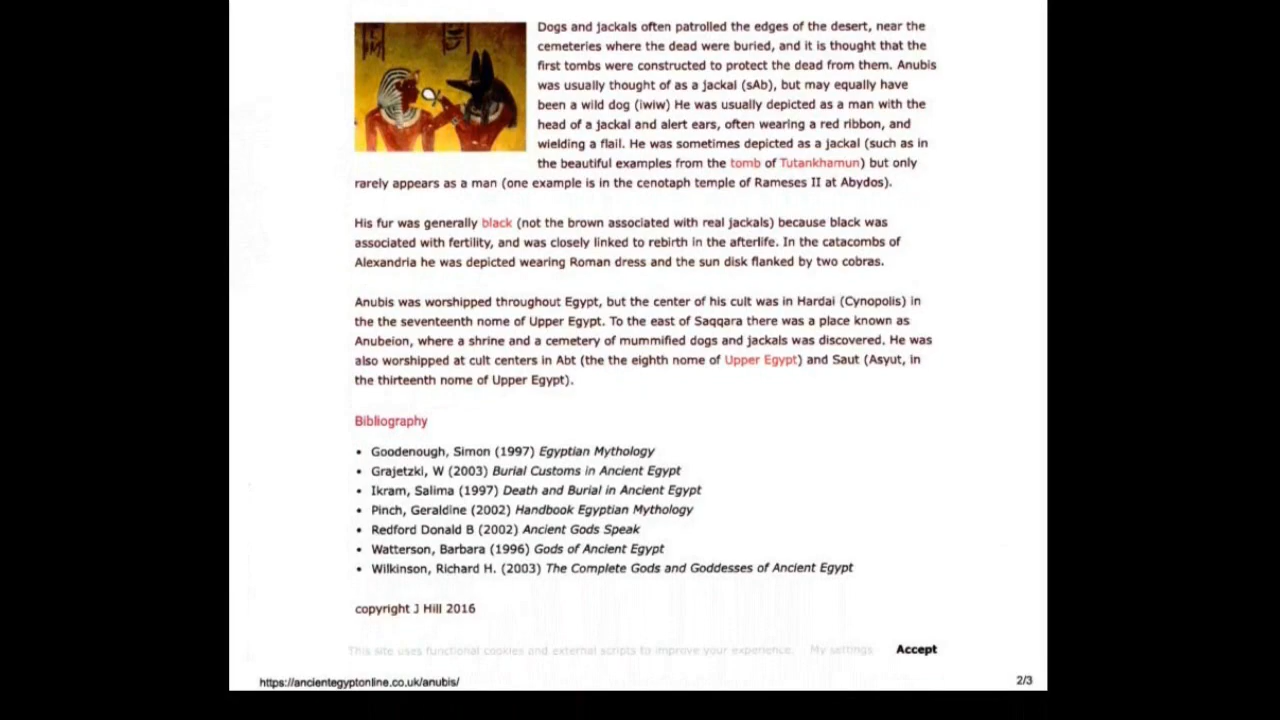 Dogs and jackals often patrolled the edges of the desert, near the
cemeteries where the dead were buried, and it is thought that the
first tombs were constructed to protect the dead from them. Anubis
was usually thought of as a jackal (sAb), but may equally have
been a wild dog (iwiw) He was usually depicted as a man with the
head of a jackal and alert ears, often wearing a red ribbon, and
wielding a flail. He was sometimes depicted as a jackal (such as in
the beautiful examples from the tomb of Tutankhamun) but only
rarely appears as a man (one example is in the cenotaph temple of Rameses II at Abydos).
His fur was generally black (not the brown associated with real jackals) because black was
associated with fertility, and was closely linked to rebirth in the afterlife. In the catacombs of
Alexandria he was depicted wearing Roman dress and the sun disk flanked by two cobras.
Anubis was worshipped throughout Egypt, but the center of his cult was in Hardai (Cynopolis) in
the the seventeenth nome of Upper Egypt. To the east of Saqqara there was a place known as
Anubeion, where a shrine and a cemetery of mummified dogs and jackals was discovered. He was
also worshipped at cult centers in Abt (the the eighth nome of Upper Egypt) and Saut (Asyut, in
the thirteenth nome of Upper Egypt).
Bibliography
• Goodenough, Simon (1997) Egyptian Mythology
• Grajetzki, W (2003) Burial Customs in Ancient Egypt
• Ikram, Salima (1997) Death and Burial in Ancient Egypt
• Pinch, Geraldine (2002) Handbook Egyptian Mythology
• Redford Donald B (2002) Ancient Gods Speak
• Watterson, Barbara (1996) Gods of Ancient Egypt
• Wilkinson, Richard H. (2003) The Complete Gods and Goddesses of Ancient Egypt
copyright J Hill 2016
This site uses functional cookies and external scripts to improve your experience. My settings Accept
https://ancientegyptonline.co.uk/anubis/ 2/3